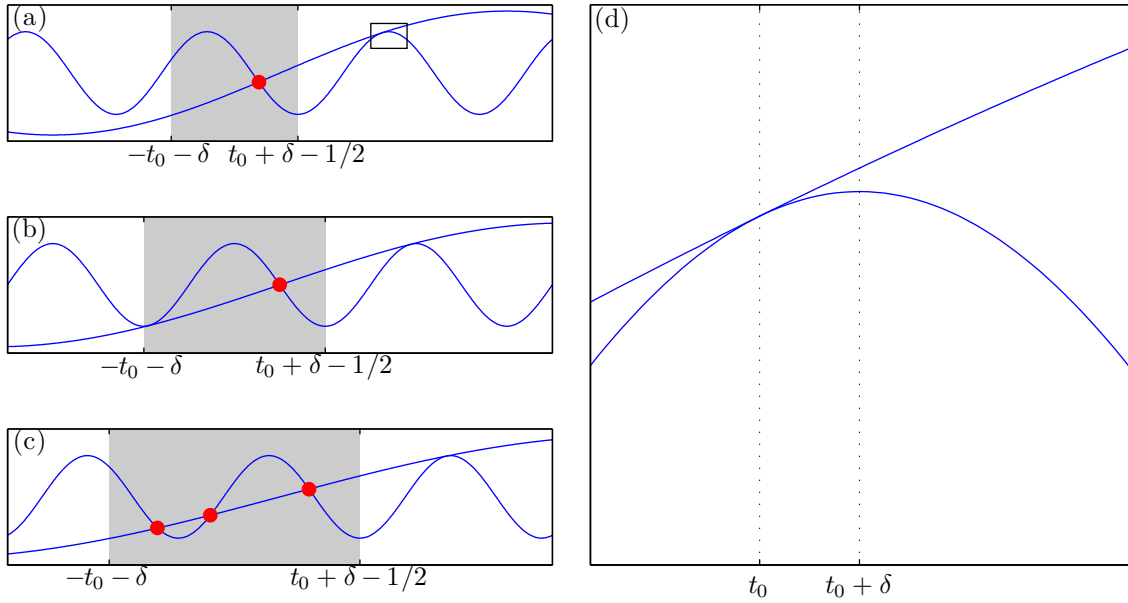 (a)
−t₀ − δ
t₀ + δ − 1/2
(b)
−t₀ − δ
t₀ + δ − 1/2
(c)
−t₀ − δ
t₀ + δ − 1/2
(d)
t₀
t₀ + δ